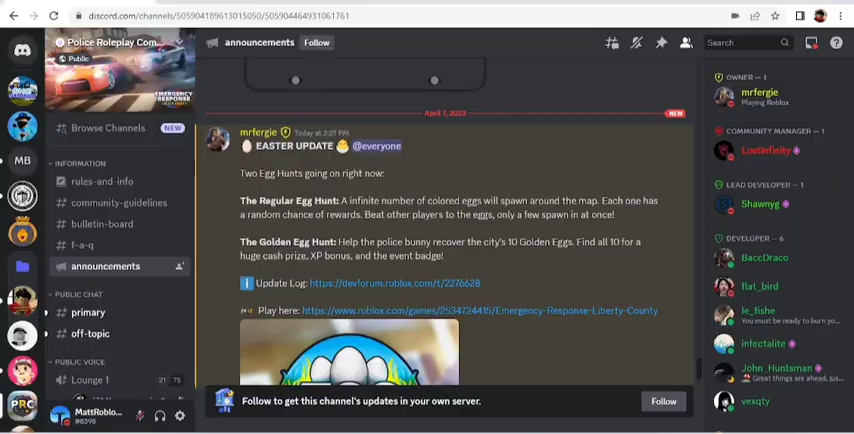 discord.com/channels/505904189613015050/505904464931061761
Police Roleplay Com...
Public
EMERGENCY
RESPONSE
Browse Channels
NEW
INFORMATION
rules-and-info
community-guidelines
bulletin-board
f-a-q
announcements
PUBLIC CHAT
primary
off-topic
PUBLIC VOICE
Lounge 1
21 75
MattRoblo...
#8398
MB
PRC
announcements
Follow
Search
April 7, 2023
NEW
mrfergie Today at 2:27 PM
EASTER UPDATE @everyone
Two Egg Hunts going on right now:
The Regular Egg Hunt: A infinite number of colored eggs will spawn around the map. Each one has
a random chance of rewards. Beat other players to the eggs, only a few spawn in at once!
The Golden Egg Hunt: Help the police bunny recover the city's 10 Golden Eggs. Find all 10 for a
huge cash prize, XP bonus, and the event badge!
Update Log: https://devforum.roblox.com/t/2276628
Play here: https://www.roblox.com/games/2534724415/Emergency-Response-Liberty-County
Follow to get this channel's updates in your own server.
Follow
OWNER — 1
mrfergie
Playing Roblox
COMMUNITY MANAGER — 1
LostInfinity
LEAD DEVELOPER — 1
Shawnyg
DEVELOPER — 6
BaccDraco
flat_bird
le_fishe
You must be ready to burn yo...
infectalite
John_Huntsman
Great things are ahead, just...
vexqty